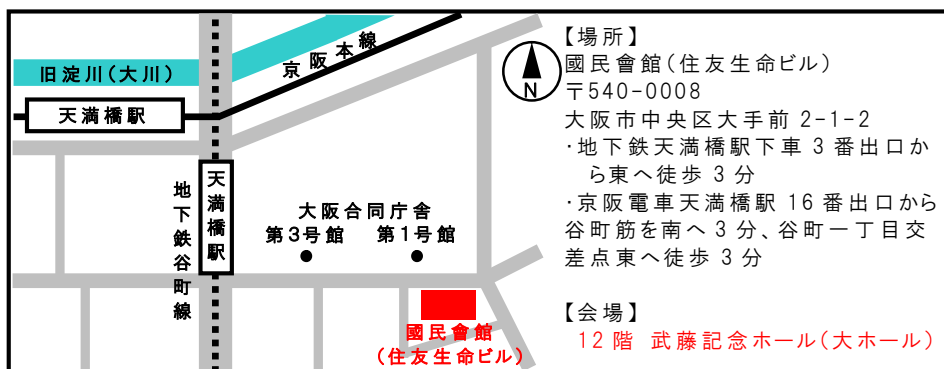 旧淀川(大川)
京阪本線
天満橋駅
地下鉄谷町線
天満橋駅
大阪合同庁舎
第3号館 第1号館
國民會館
(住友生命ビル)
N
【場所】
國民會館(住友生命ビル)
〒540-0008
大阪市中央区大手前 2-1-2
・地下鉄天満橋駅下車 3 番出口か
ら東へ徒歩 3 分
・京阪電車天満橋駅 16 番出口から
谷町筋を南へ 3 分、谷町一丁目交
差点東へ徒歩 3 分
【会場】
12 階 武藤記念ホール(大ホール)